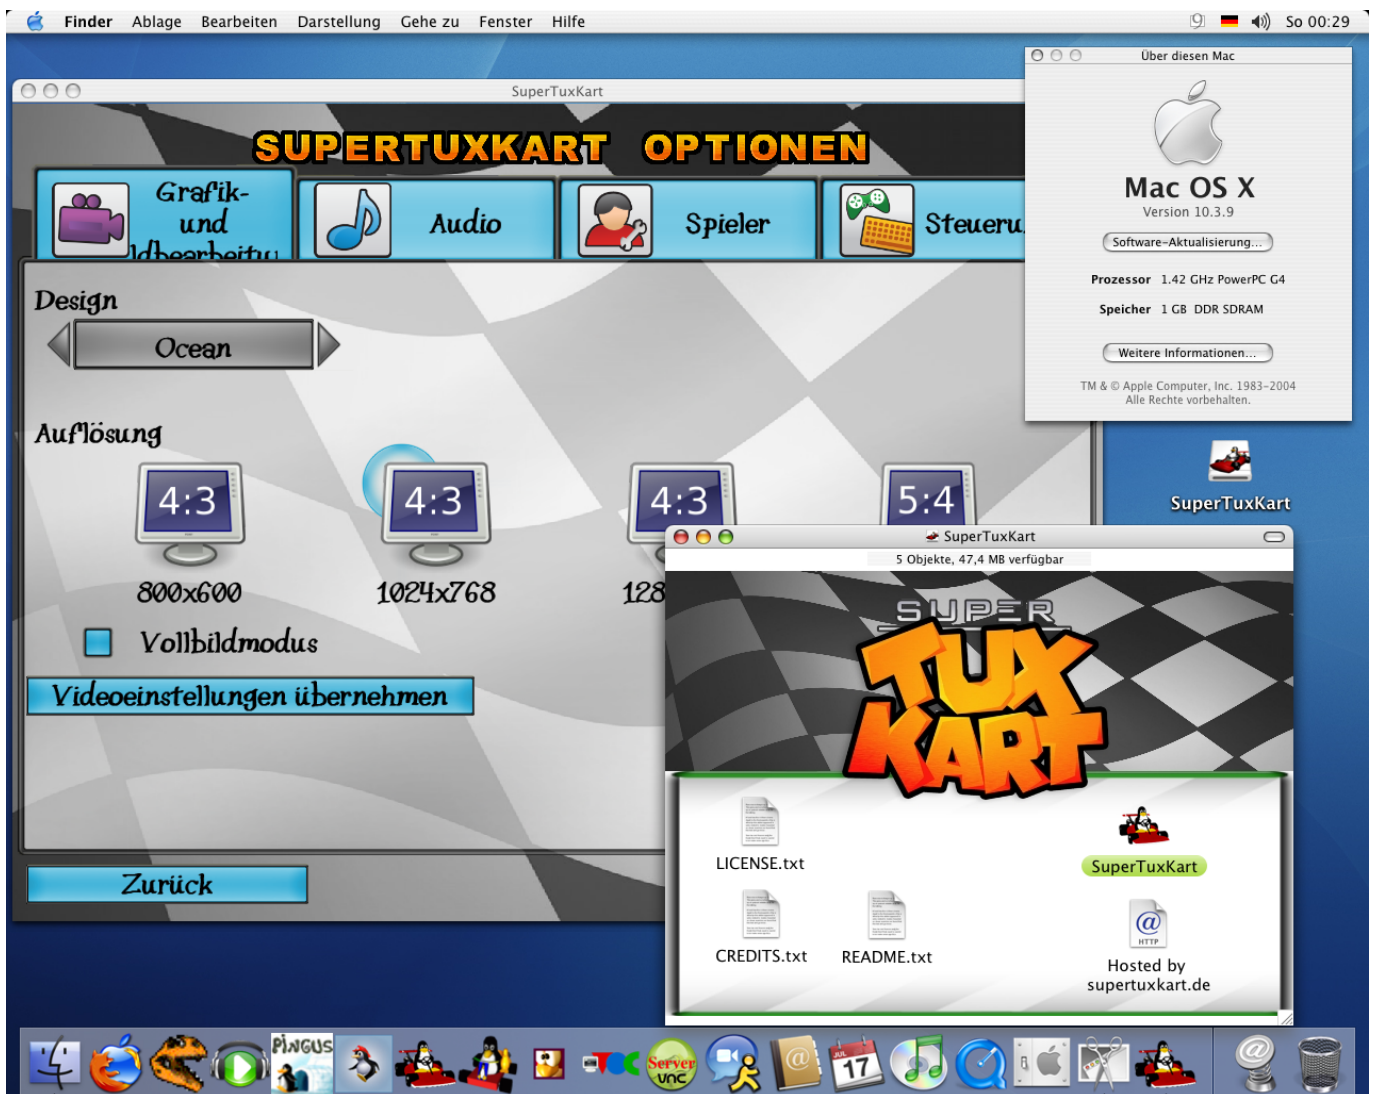 Finder Ablage Bearbeiten Darstellung Gehe zu Fenster Hilfe
So 00:29
SuperTuxKart
SUPERTUXKART OPTIONEN
Grafik-
und
Audio
Spieler
Design
Ocean
Auflösung
4:3
4:3
4:3
5:4
800x600
1024x768
128
Vollbildmodus
Videoeinstellungen übernehmen
Zurück
Über diesen Mac
Mac OS X
Version 10.3.9
Software-Aktualisierung...
Prozessor 1.42 GHz PowerPC G4
Speicher 1 GB DDR SDRAM
Weitere Informationen...
TM & © Apple Computer, Inc. 1983-2004
Alle Rechte vorbehalten.
SuperTuxKart
SuperTuxKart
5 Objekte, 47,4 MB verfügbar
SUPER
TUX
KART
LICENSE.txt
SuperTuxKart
CREDITS.txt
README.txt
@
HTTP
Hosted by
supertuxkart.de
PINGUS
Server
VNC
@
JUL
17
@